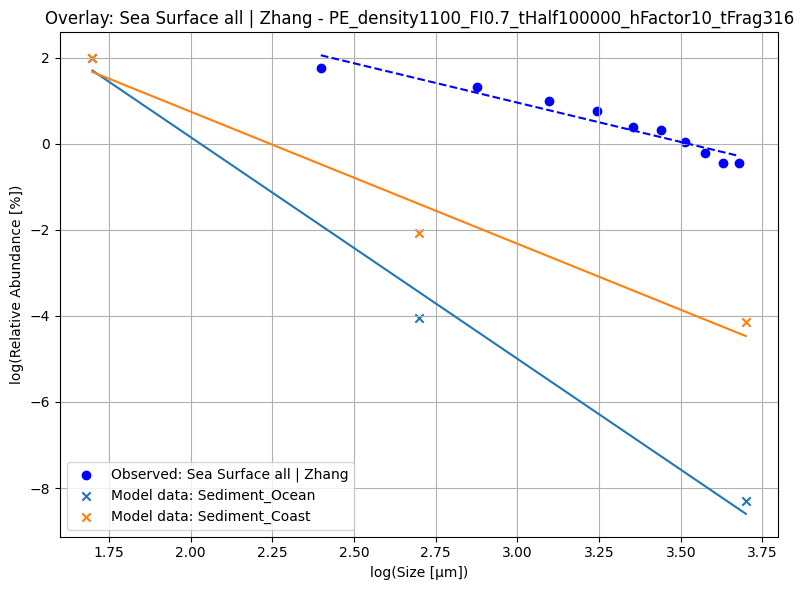 Overlay: Sea Surface all | Zhang - PE_density1100_FI0.7_tHalf100000_hFactor10_tFrag316
log(Relative Abundance [%])
2
0
−2
−4
−6
−8
Observed: Sea Surface all | Zhang
Model data: Sediment_Ocean
Model data: Sediment_Coast
1.75 2.00 2.25 2.50 2.75 3.00 3.25 3.50 3.75
log(Size [μm])